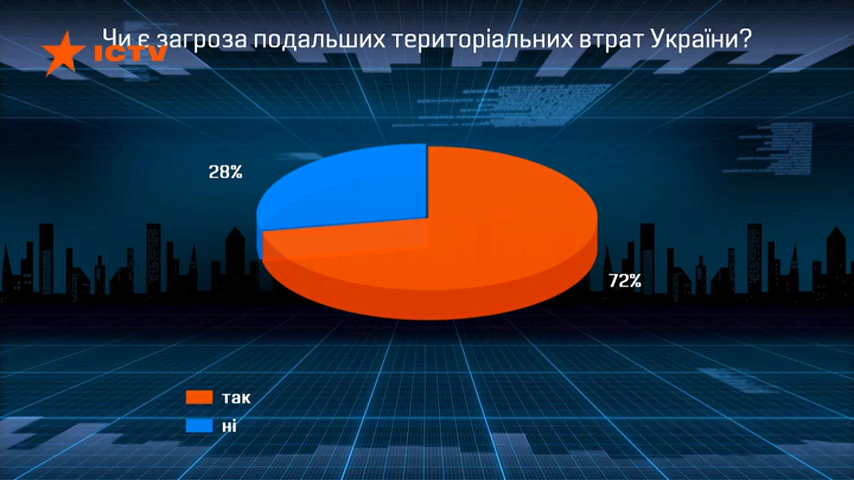 Чи є загроза подальших територіальних втрат України?
ICTV
28%
72%
так
ні